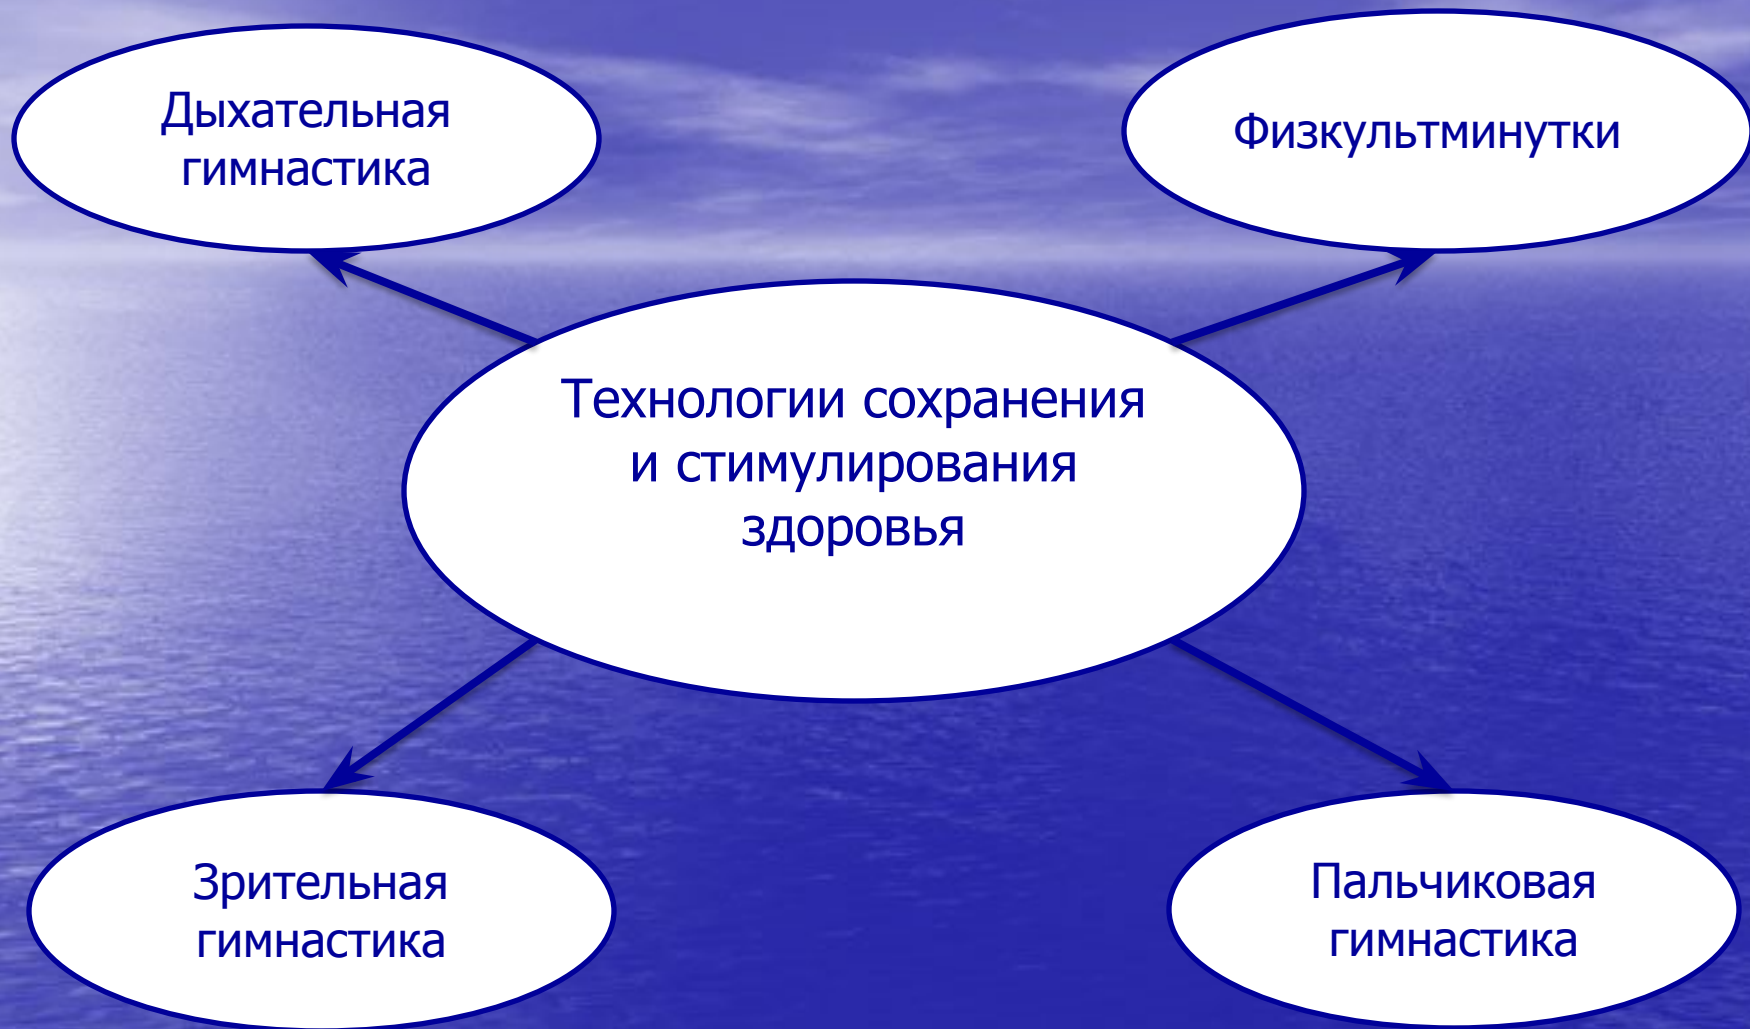 Дыхательная
гимнастика
Физкультминутки
Технологии сохранения
и стимулирования
здоровья
Зрительная
гимнастика
Пальчиковая
гимнастика